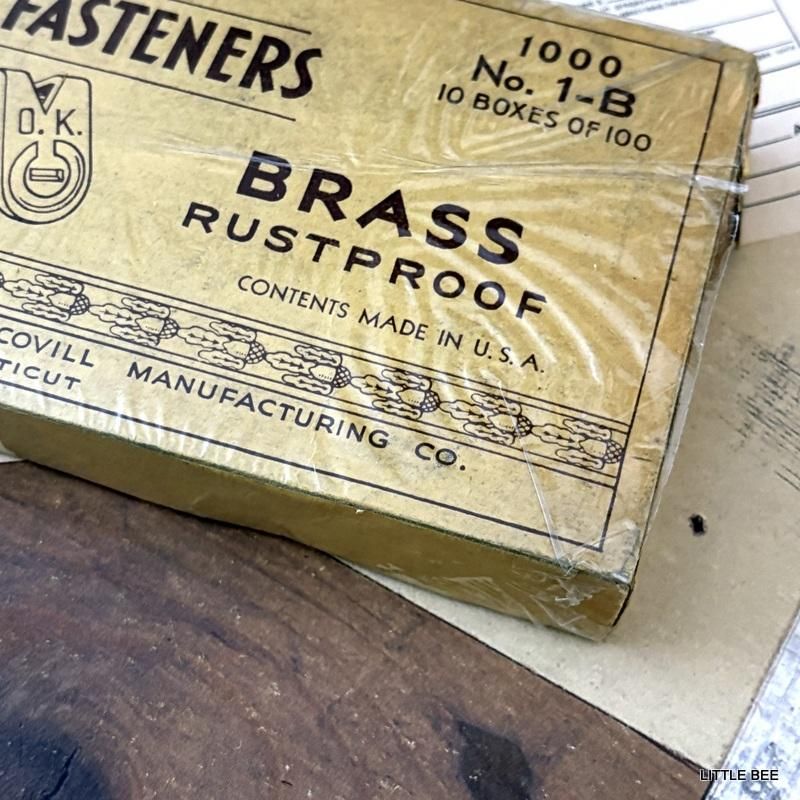 FASTENERS
1000
No. 1-B
10 BOXES OF 100
O. K.
BRASS
RUSTPROOF
CONTENTS MADE IN U.S.A.
COVILL MANUFACTURING CO.
TICUT
LITTLE BEE